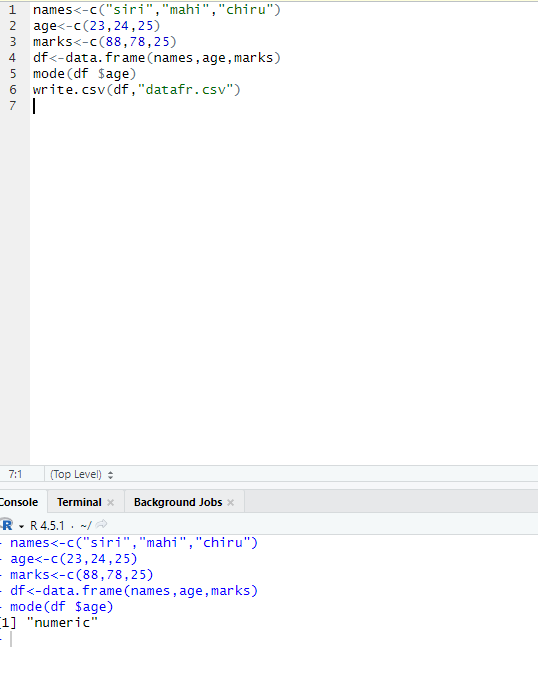 1 names<-c("siri","mahi","chiru")
2 age<-c(23,24,25)
3 marks<-c(88,78,25)
4 df<-data.frame(names,age,marks)
5 mode(df $age)
6 write.csv(df,"datafr.csv")
7
7:1 (Top Level)
Console Terminal × Background Jobs ×
R R 4.5.1 · ~/
names<-c("siri","mahi","chiru")
age<-c(23,24,25)
marks<-c(88,78,25)
df<-data.frame(names,age,marks)
mode(df $age)
[1] "numeric"